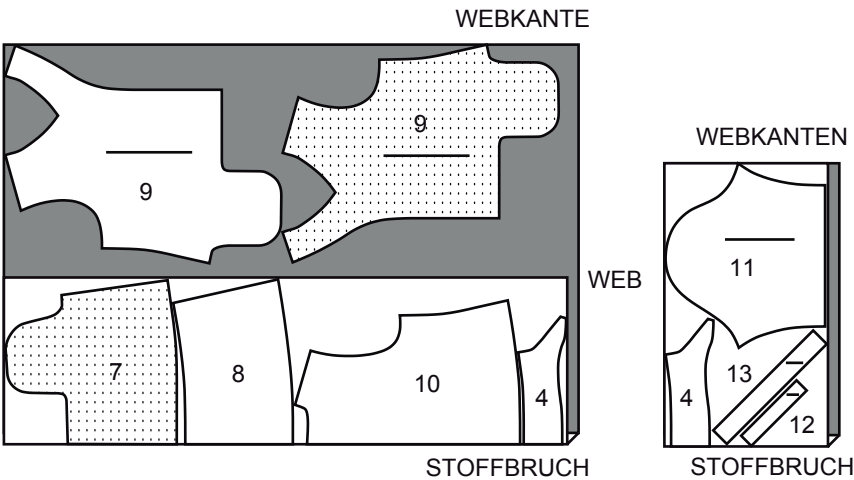 WEBKANTE
9
9
WEB
7
8
10
4
STOFFBRUCH
WEBKANTEN
11
13
4
12
STOFFBRUCH